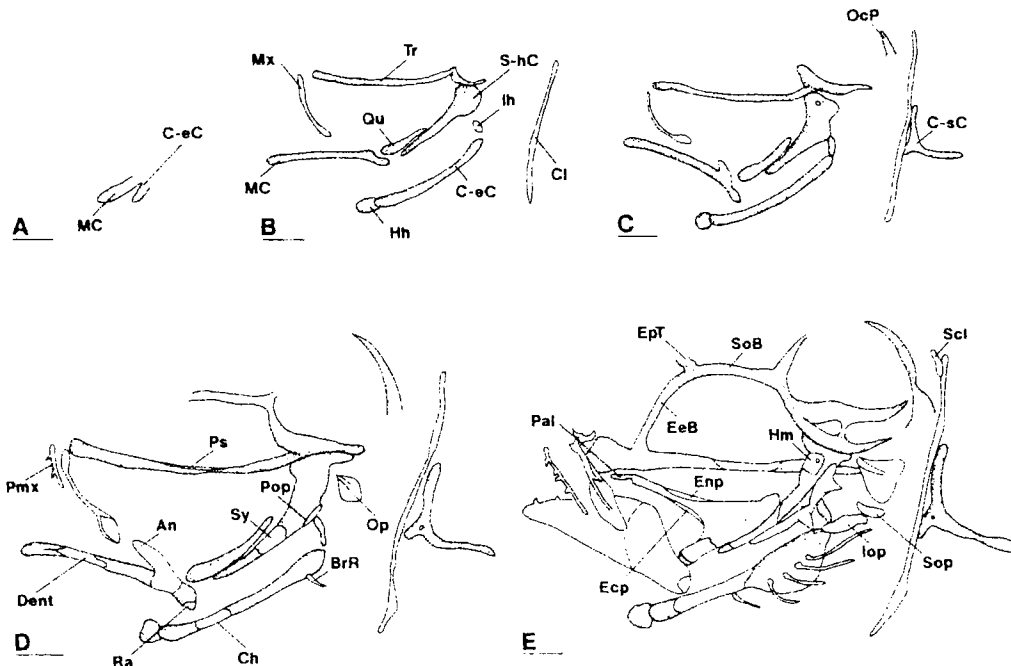 C-eC
MC
A
Mx
Tr
S-hC
Ih
Qu
MC
C-eC
Cl
Hh
B
OcP
C-sC
C
Ps
Pmx
Pop
Op
An
Sy
BrR
Dent
Ra
Ch
D
EpT
SoB
Scl
Pal
EeB
Hm
Enp
Ecp
Iop
Sop
E